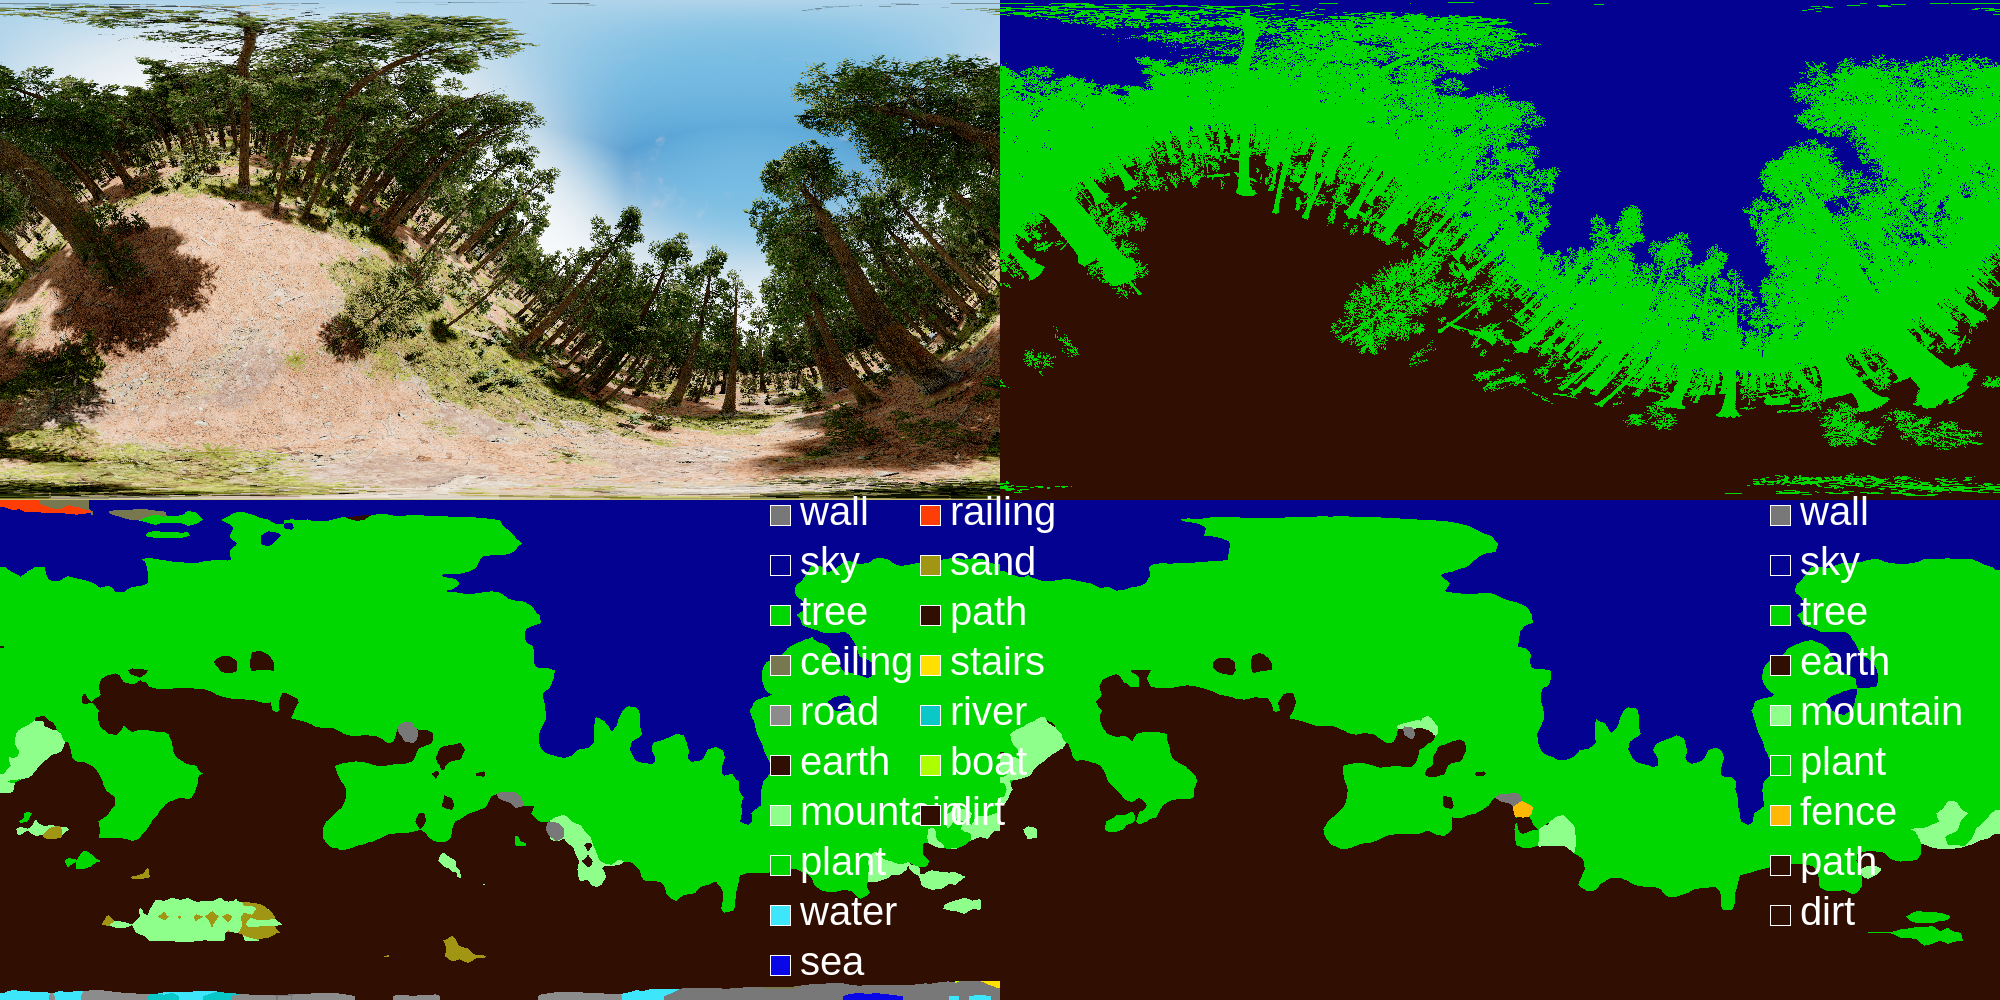 wall
sky
tree
ceiling
road
earth
mountain
plant
water
sea
railing
sand
path
stairs
river
boat
dirt
wall
sky
tree
earth
mountain
plant
fence
path
dirt